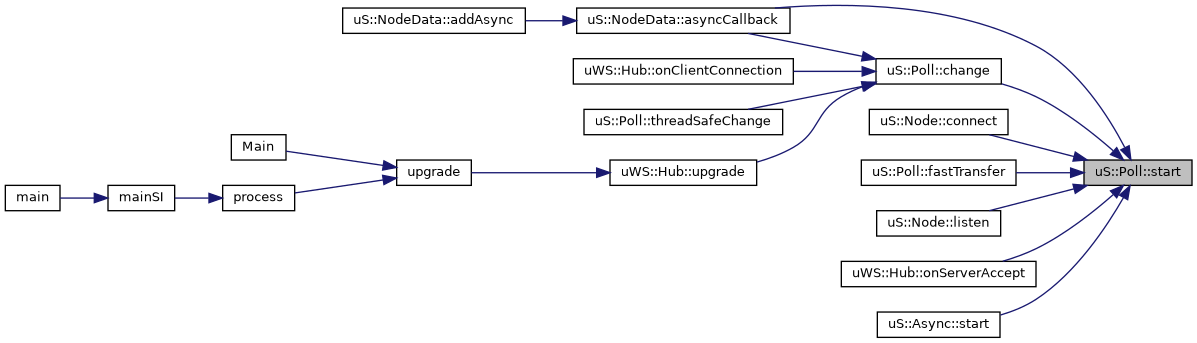 uS::NodeData::addAsync
uS::NodeData::asyncCallback
uWS::Hub::onClientConnection
uS::Poll::change
uS::Poll::threadSafeChange
uS::Node::connect
Main
upgrade
uWS::Hub::upgrade
uS::Poll::fastTransfer
uS::Poll::start
main
mainSI
process
uS::Node::listen
uWS::Hub::onServerAccept
uS::Async::start